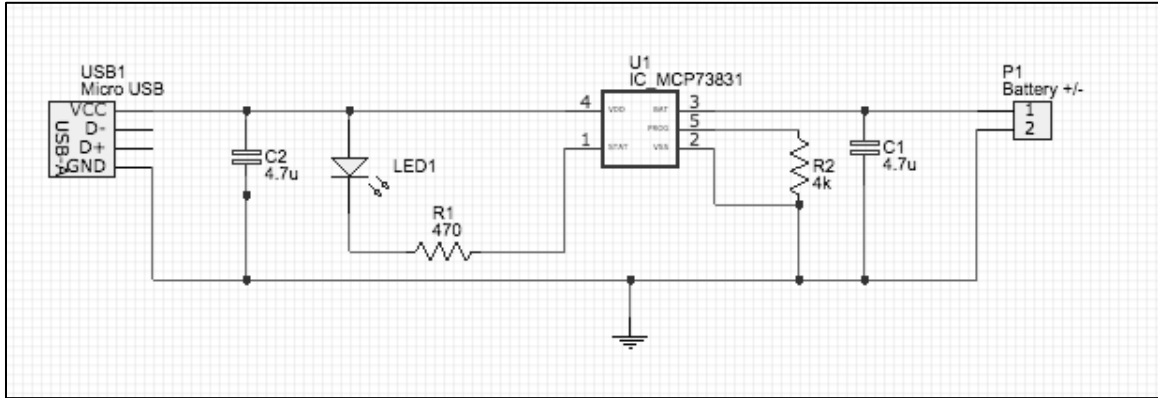 USB1
Micro USB
VCC
D-
D+
GND
USB-A
C2
4.7u
LED1
R1
470
U1
IC_MCP73831
4
VDD
1
STAT
BAT
3
PROG
5
VSS
2
R2
4k
C1
4.7u
P1
Battery +/-
1
2